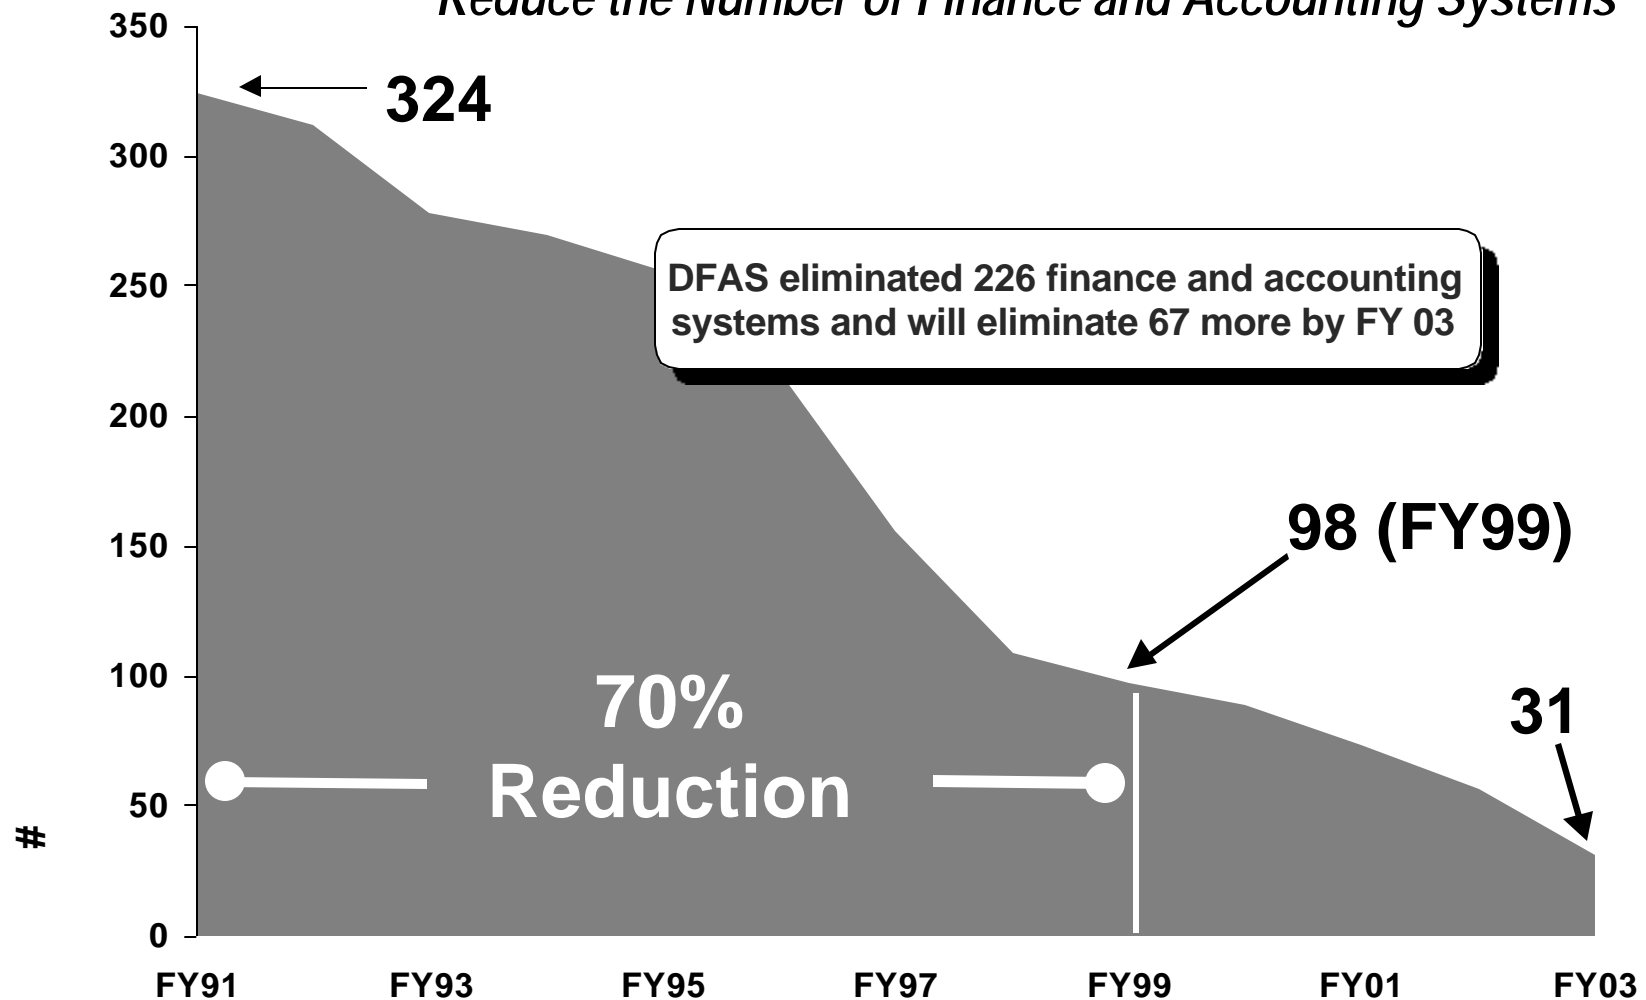 Reduce the Number of Finance and Accounting Systems
350
324
300
DFAS eliminated 226 finance and accounting
systems and will eliminate 67 more by FY 03
250
200
98 (FY99)
150
100
70%
Reduction
31
50
#
0
FY91 FY93 FY95 FY97 FY99 FY01 FY03